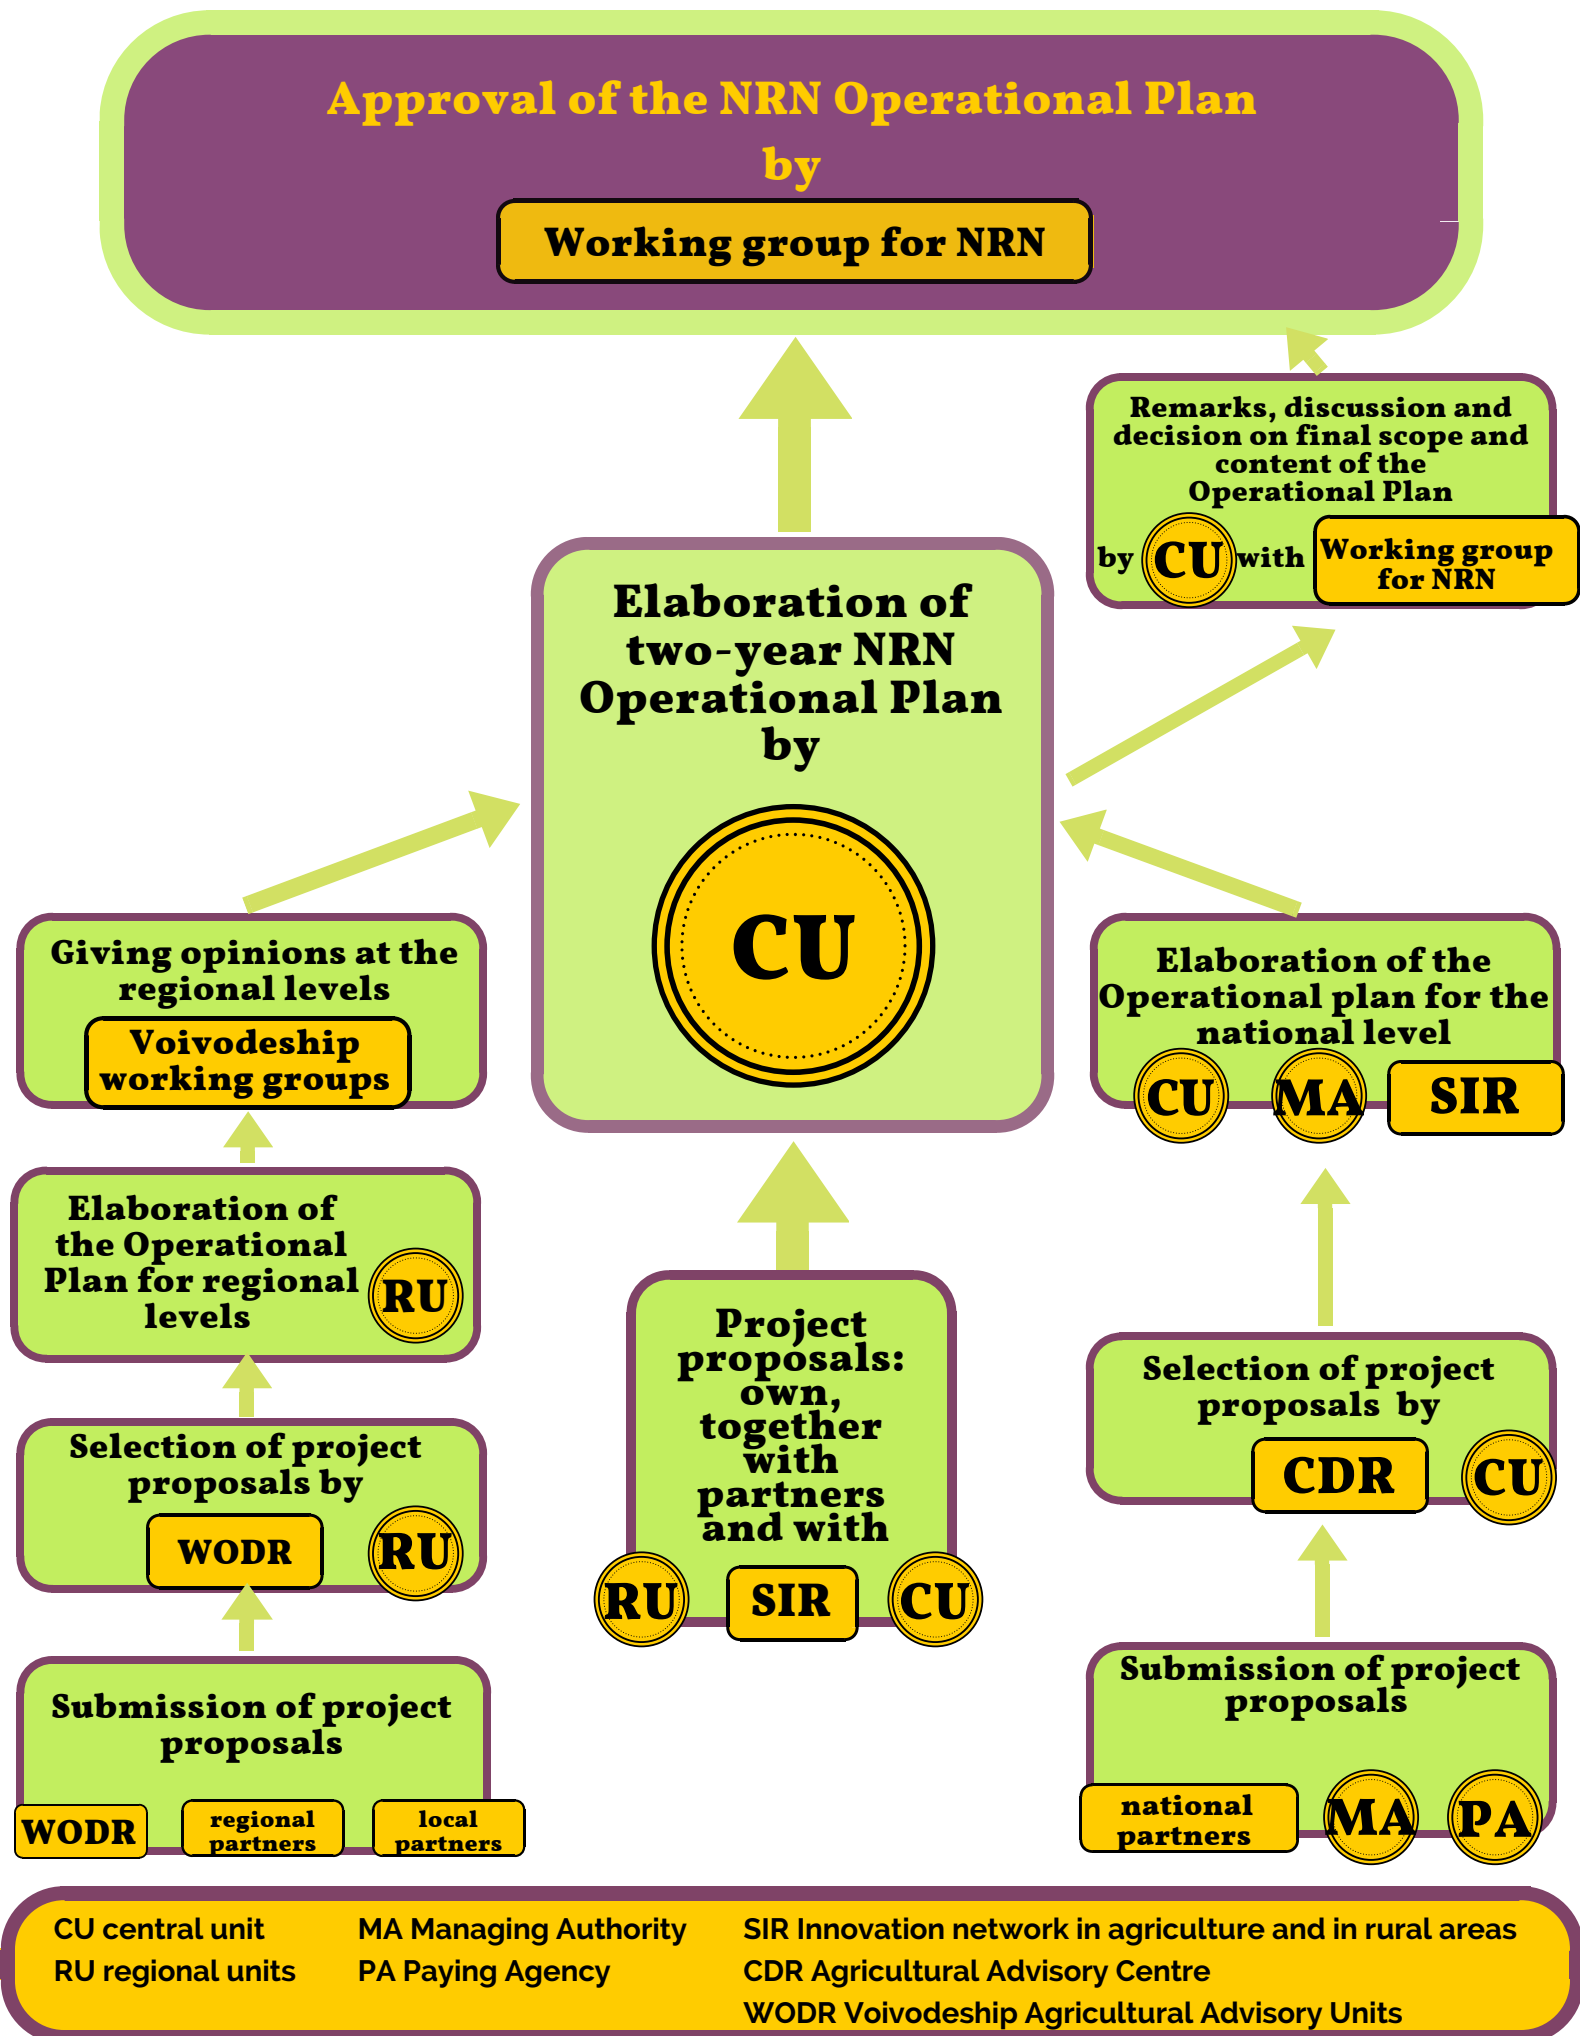 Approval of the NRN Operational Plan
by
Working group for NRN
Remarks, discussion and
decision on final scope and
content of the
Operational Plan
by CU with Working group
for NRN
Elaboration of
two-year NRN
Operational Plan
by
CU
Giving opinions at the
regional levels
Voivodeship
working groups
Elaboration of the
Operational plan for the
national level
CU MA SIR
Elaboration of
the Operational
Plan for regional
levels
RU
Project
proposals:
own,
together
with
partners
and with
RU SIR CU
Selection of project
proposals by
CDR CU
Selection of project
proposals by
WODR RU
Submission of project
proposals
WODR
regional
partners
local
partners
Submission of project
proposals
national
partners
MA PA
CU central unit
RU regional units
MA Managing Authority
PA Paying Agency
SIR Innovation network in agriculture and in rural areas
CDR Agricultural Advisory Centre
WODR Voivodeship Agricultural Advisory Units